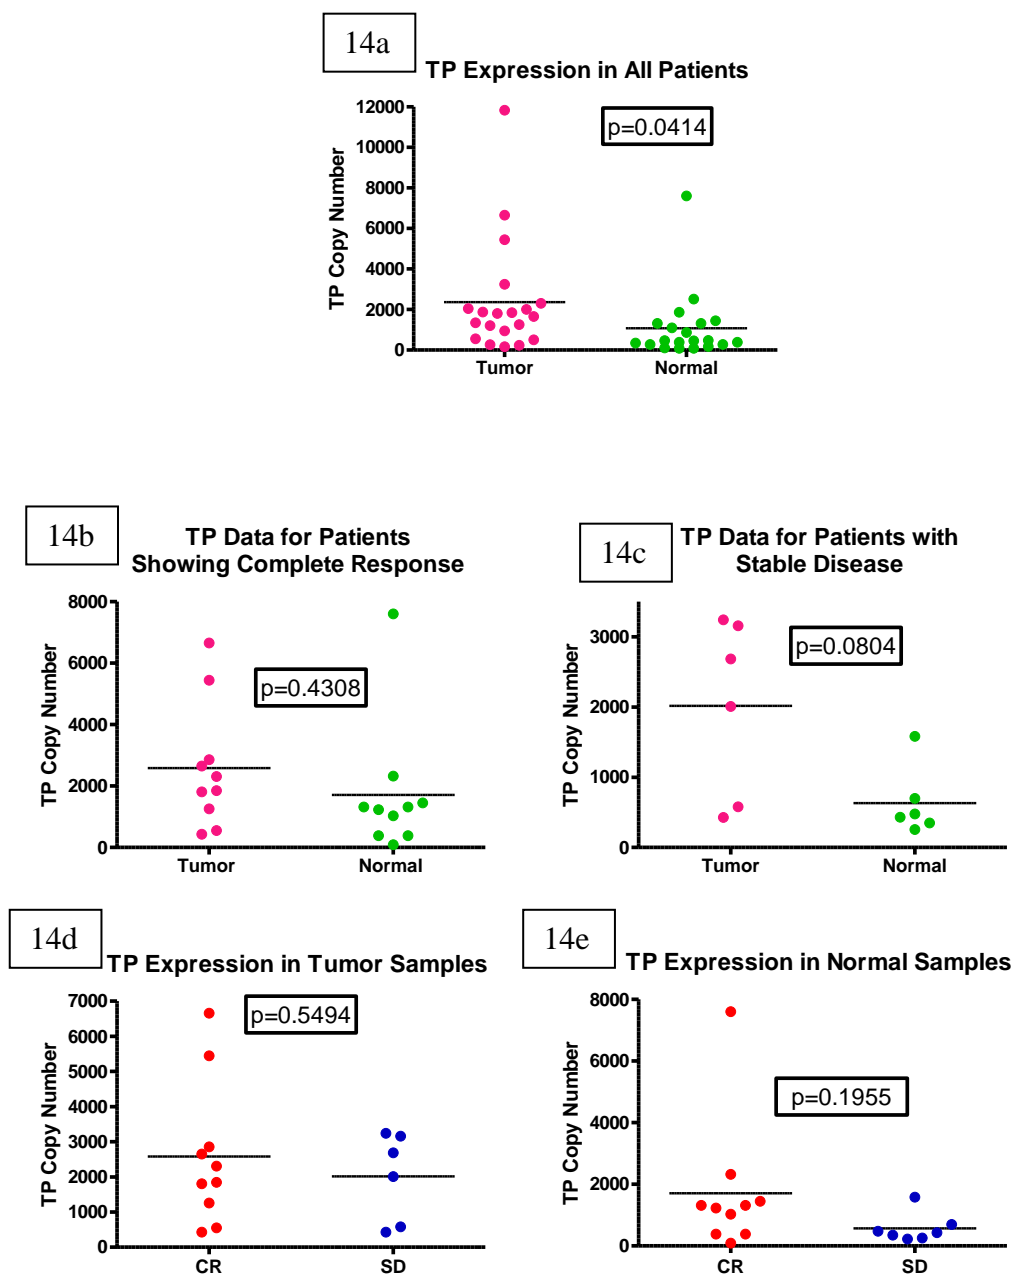 14a
TP Expression in All Patients
p=0.0414
TP Copy Number
12000
10000
8000
6000
4000
2000
0
Tumor Normal
14b
TP Data for Patients
Showing Complete Response
p=0.4308
TP Copy Number
8000
6000
4000
2000
0
Tumor Normal
14c
TP Data for Patients with
Stable Disease
p=0.0804
TP Copy Number
3000
2000
1000
0
Tumor Normal
14d
TP Expression in Tumor Samples
p=0.5494
TP Copy Number
7000
6000
5000
4000
3000
2000
1000
0
CR SD
14e
TP Expression in Normal Samples
p=0.1955
TP Copy Number
8000
6000
4000
2000
0
CR SD